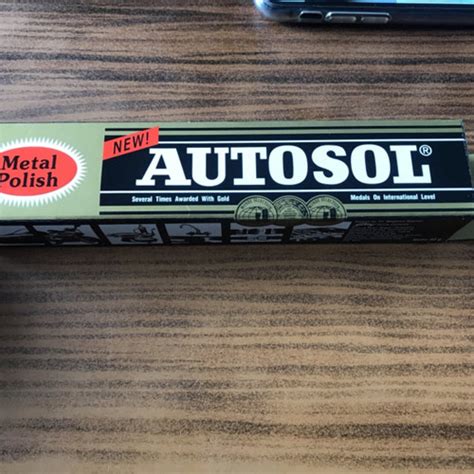 Metal
Polish
NEW!
AUTOSOL®
Several Times Awarded With Gold
Medals On International Level